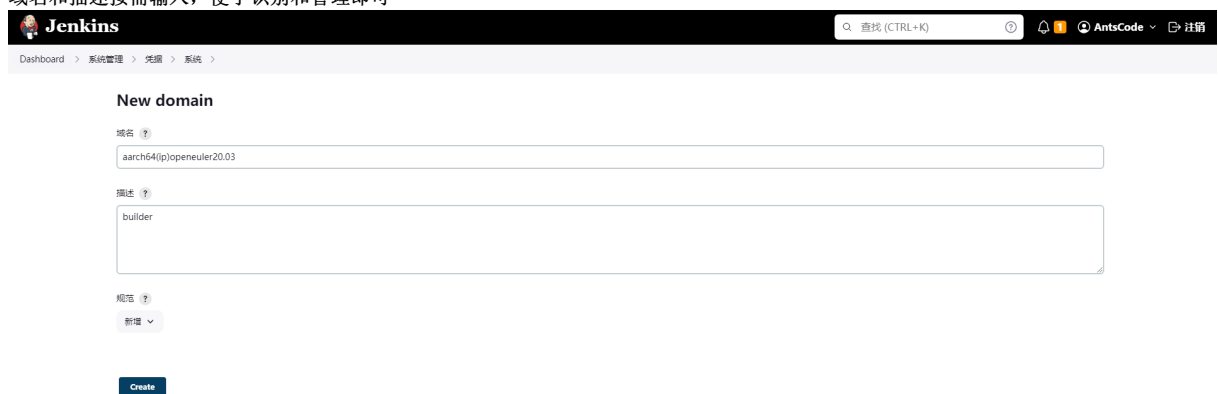 域名和描述按需输入，便于识别和管理即可
Jenkins
查找 (CTRL+K)
?
1
AntsCode
注销
Dashboard > 系统管理 > 凭据 > 系统 >
New domain
域名 ?
aarch64(ip)openeuler20.03
描述 ?
builder
规范 ?
新增
Create